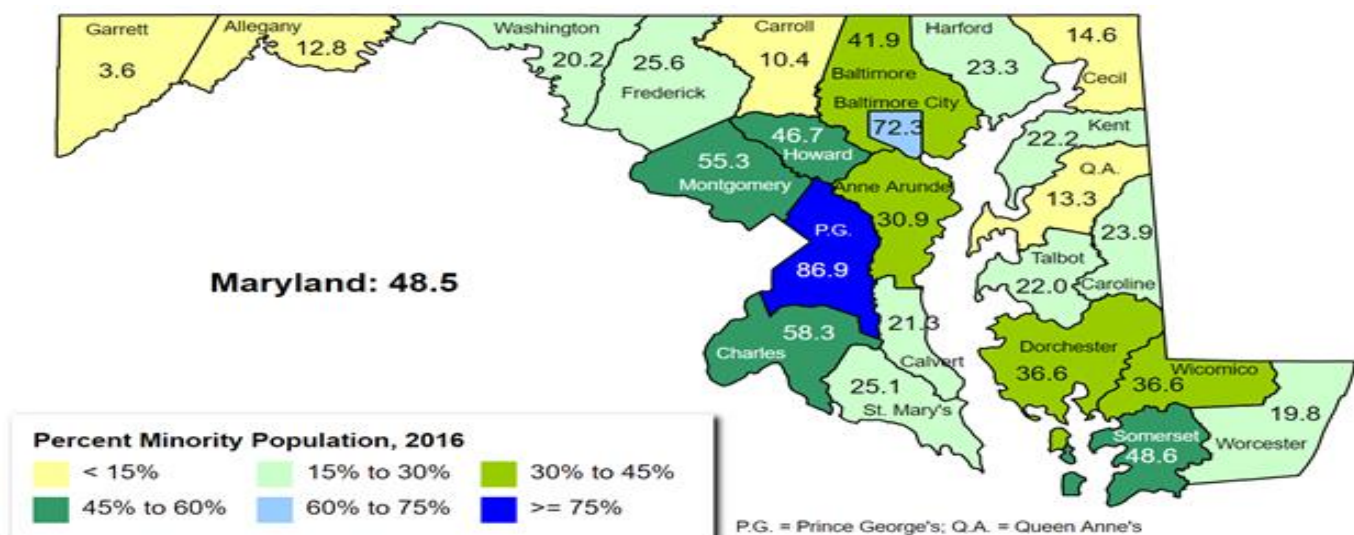 Garrett
3.6
Allegany
12.8
Washington
20.2
25.6
Frederick
Carroll
10.4
41.9
Baltimore
Baltimore City
72.3
Harford
23.3
14.6
Cecil
Kent
22.2
Q.A.
13.3
23.9
Caroline
Talbot
22.0
46.7
Howard
55.3
Montgomery
Anne Arundel
30.9
P.G.
86.9
Maryland: 48.5
58.3
Charles
21.3
Calvert
25.1
St. Mary's
Dorchester
36.6
Wicomico
36.6
Somerset
48.6
19.8
Worcester
Percent Minority Population, 2016
< 15%
15% to 30%
30% to 45%
45% to 60%
60% to 75%
>= 75%
P.G. = Prince George's; Q.A. = Queen Anne's